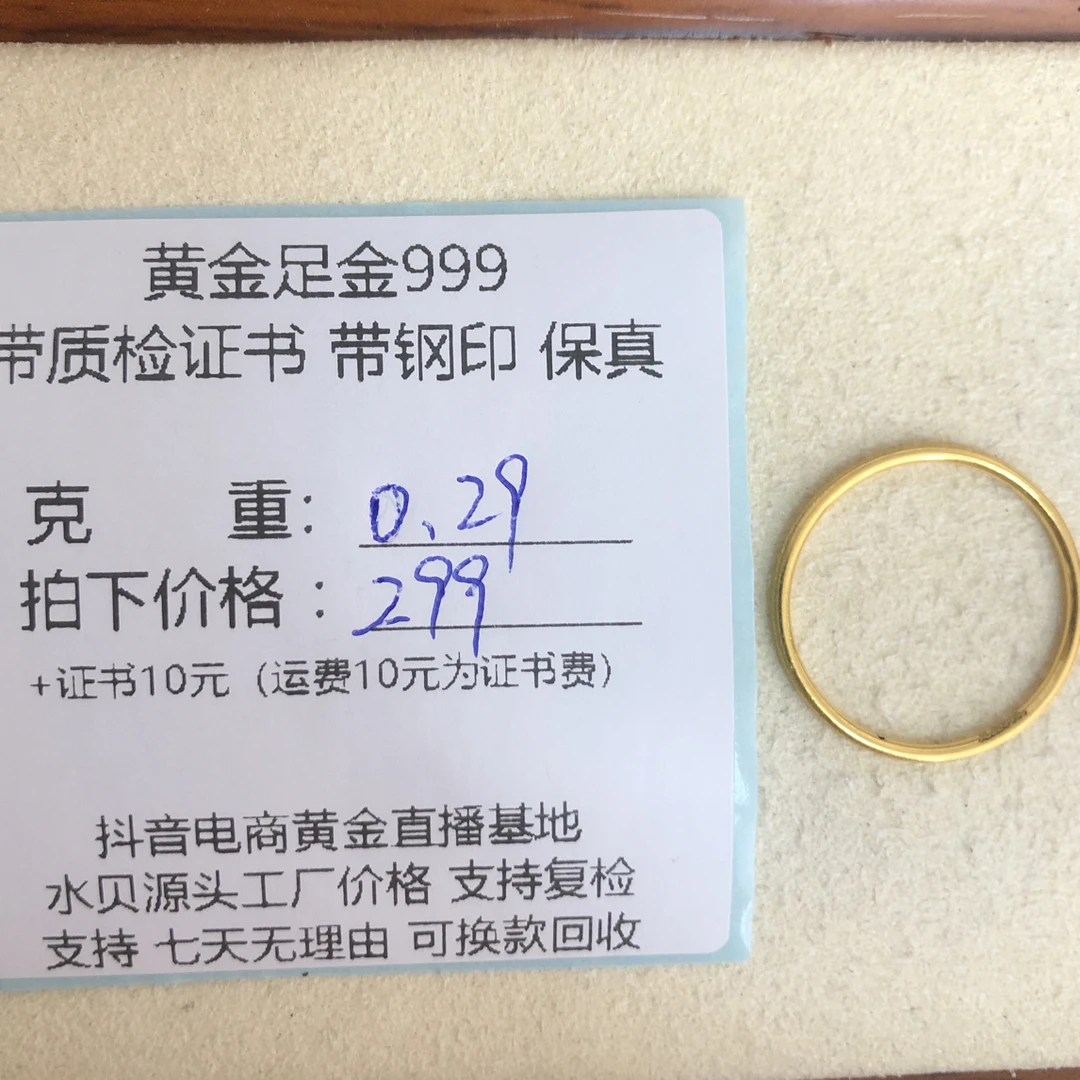 黄金足金999
带质检证书 带钢印 保真
克 重: 0.29
拍下价格: 299
+证书10元（运费10元为证书费）
抖音电商黄金直播基地
水贝源头工厂价格 支持复检
支持 七天无理由 可换款回收